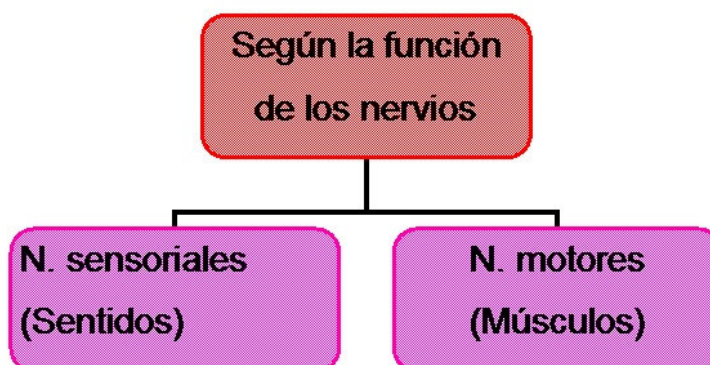 Según la función
de los nervios
N. sensoriales
(Sentidos)
N. motores
(Músculos)